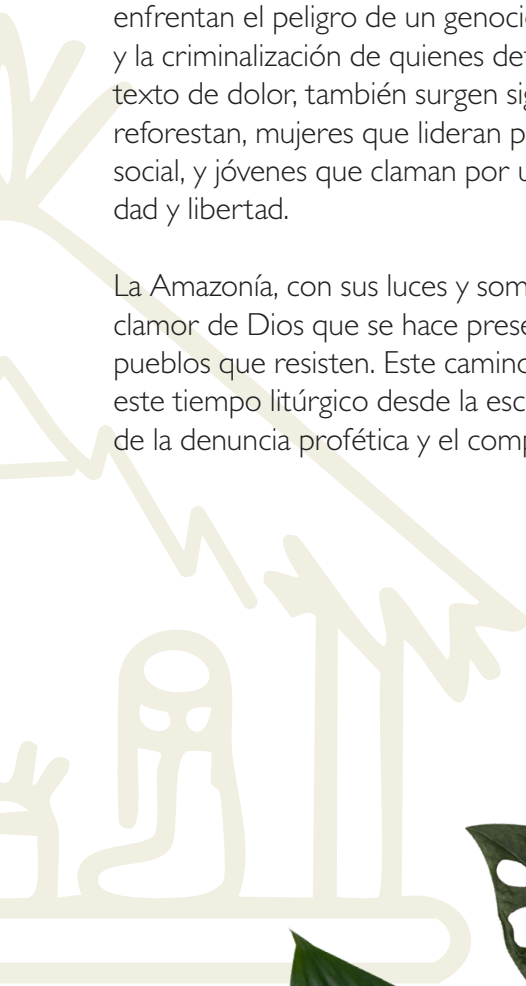 enfrentan el peligro de un genoci
y la criminalización de quienes de
texto de dolor, también surgen si
reforestan, mujeres que lideran p
social, y jóvenes que claman por u
dad y libertad.
La Amazonía, con sus luces y som
clamor de Dios que se hace prese
pueblos que resisten. Este camino
este tiempo litúrgico desde la esc
de la denuncia profética y el comp